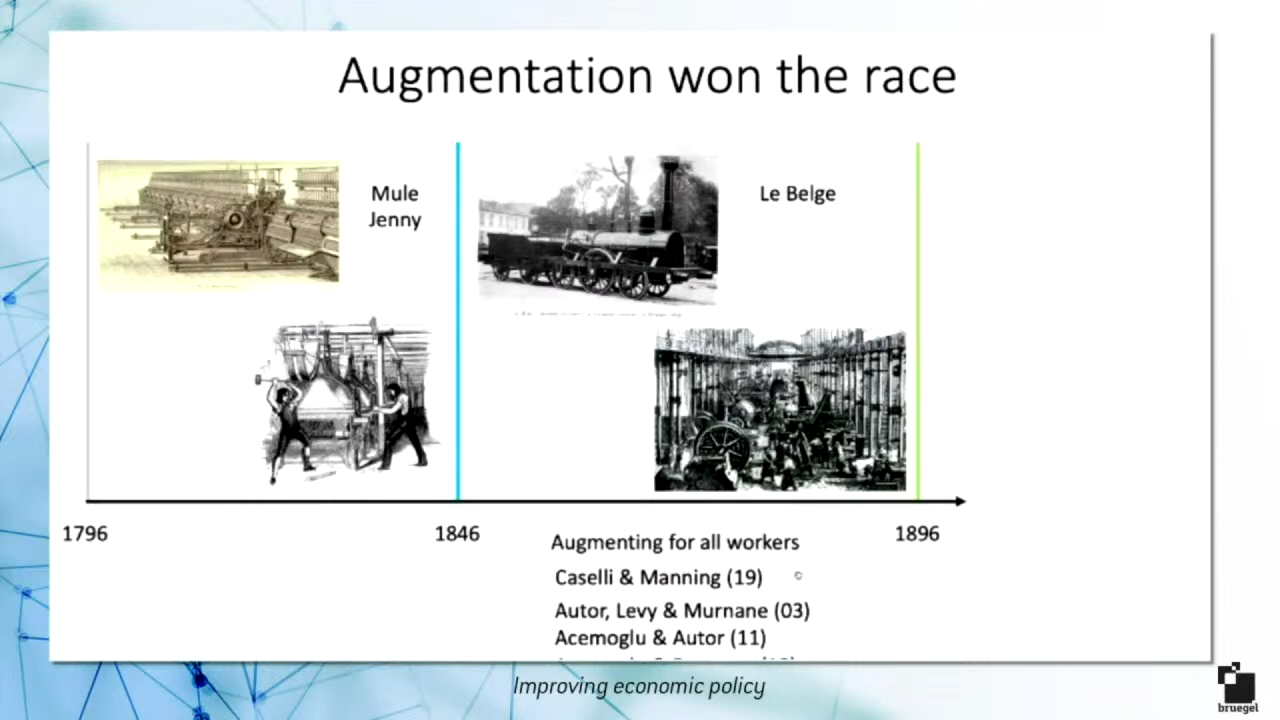 Augmentation won the race
Mule
Jenny
Le Belge
1796
1846
1896
Augmenting for all workers
Caselli & Manning (19)
Autor, Levy & Murnane (03)
Acemoglu & Autor (11)
Improving economic policy
bruegel